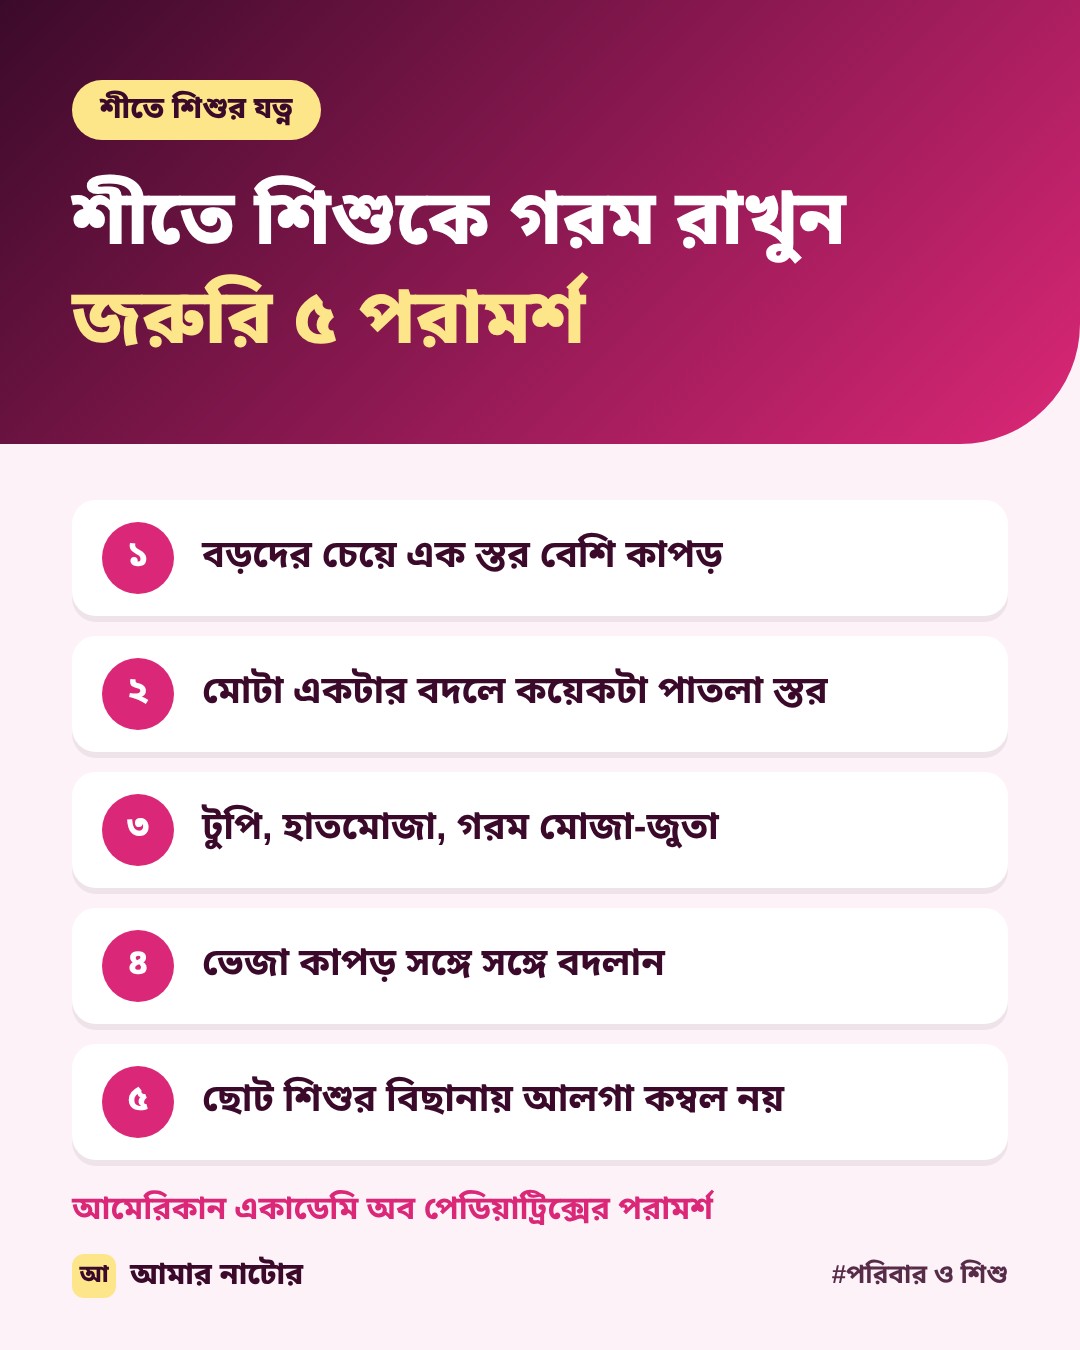 শীতে শিশুর যত্ন
শীতে শিশুকে গরম রাখুন
জরুরি ৫ পরামর্শ
১ বড়দের চেয়ে এক স্তর বেশি কাপড়
২ মোটা একটার বদলে কয়েকটা পাতলা স্তর
৩ টুপি, হাতমোজা, গরম মোজা-জুতা
৪ ভেজা কাপড় সঙ্গে সঙ্গে বদলান
৫ ছোট শিশুর বিছানায় আলগা কম্বল নয়
আমেরিকান একাডেমি অব পেডিয়াট্রিক্সের পরামর্শ
আ আমার নাটোর
#পরিবার ও শিশু